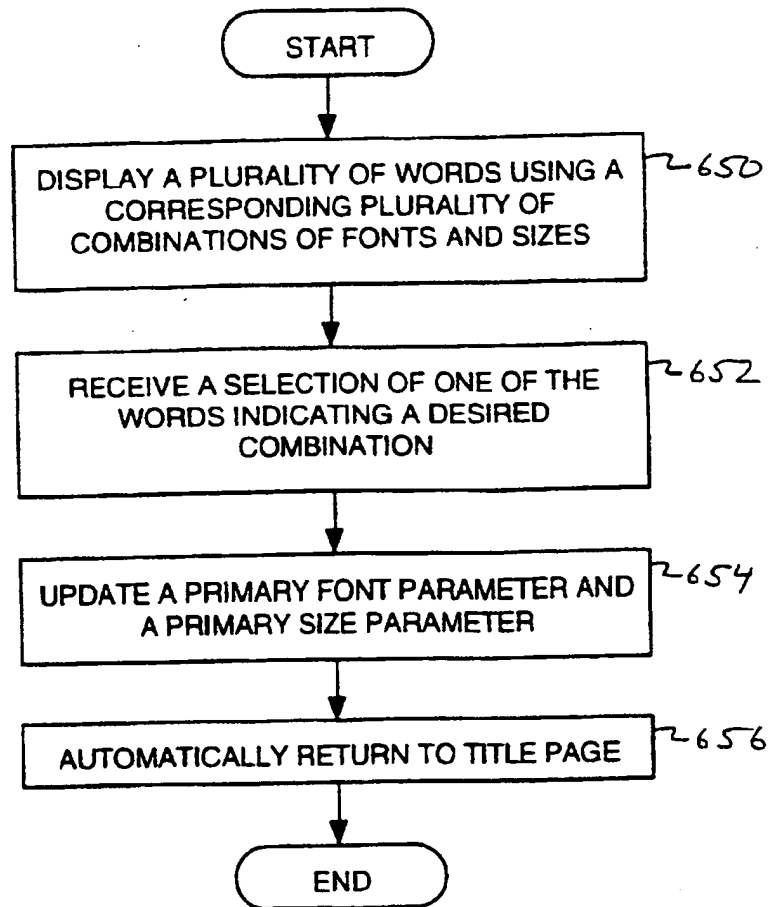 START
DISPLAY A PLURALITY OF WORDS USING A
CORRESPONDING PLURALITY OF
COMBINATIONS OF FONTS AND SIZES
650
RECEIVE A SELECTION OF ONE OF THE
WORDS INDICATING A DESIRED
COMBINATION
652
UPDATE A PRIMARY FONT PARAMETER AND
A PRIMARY SIZE PARAMETER
654
AUTOMATICALLY RETURN TO TITLE PAGE
656
END